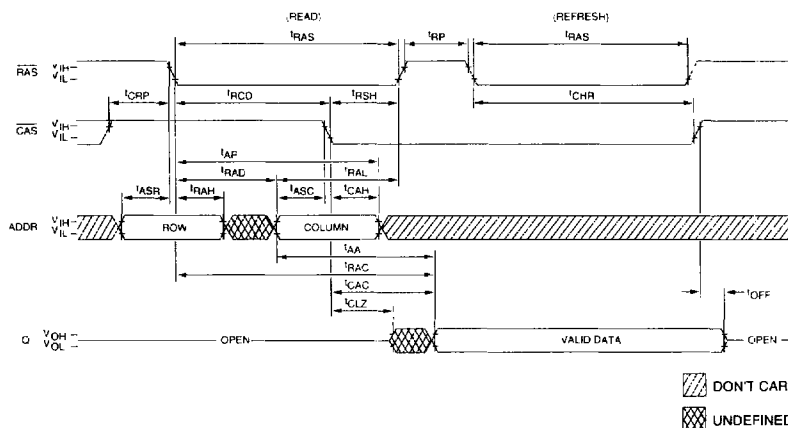 (READ) (REFRESH)
tRAS tRP tRAS
RAS VIH
VIL
tCRP tRCD tRSH tCHR
CAS VIH
VIL
tAR
tRAD tRAL
tASR tRAH tASC tCAH
ADDR VIH
VIL
ROW COLUMN
tAA
tRAC
tCAC
tCLZ tOFF
Q VOH
VOL
OPEN VALID DATA OPEN
DON'T CAR
UNDEFINED